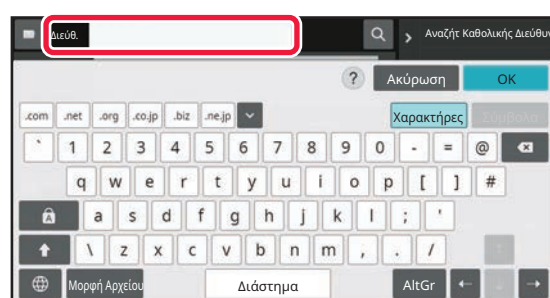 Διεύθ. Αναζήτ Καθολικής Διεύθυν
? Ακύρωση OK
.com .net .org .co.jp .biz .ne.jp Χαρακτήρες Σύμβολα
` 1 2 3 4 5 6 7 8 9 0 - = @
q w e r t y u i o p [ ] #
A a s d f g h j k l ; '
\ z x c v b n m , . /
Μορφή Αρχείου Διάστημα AltGr